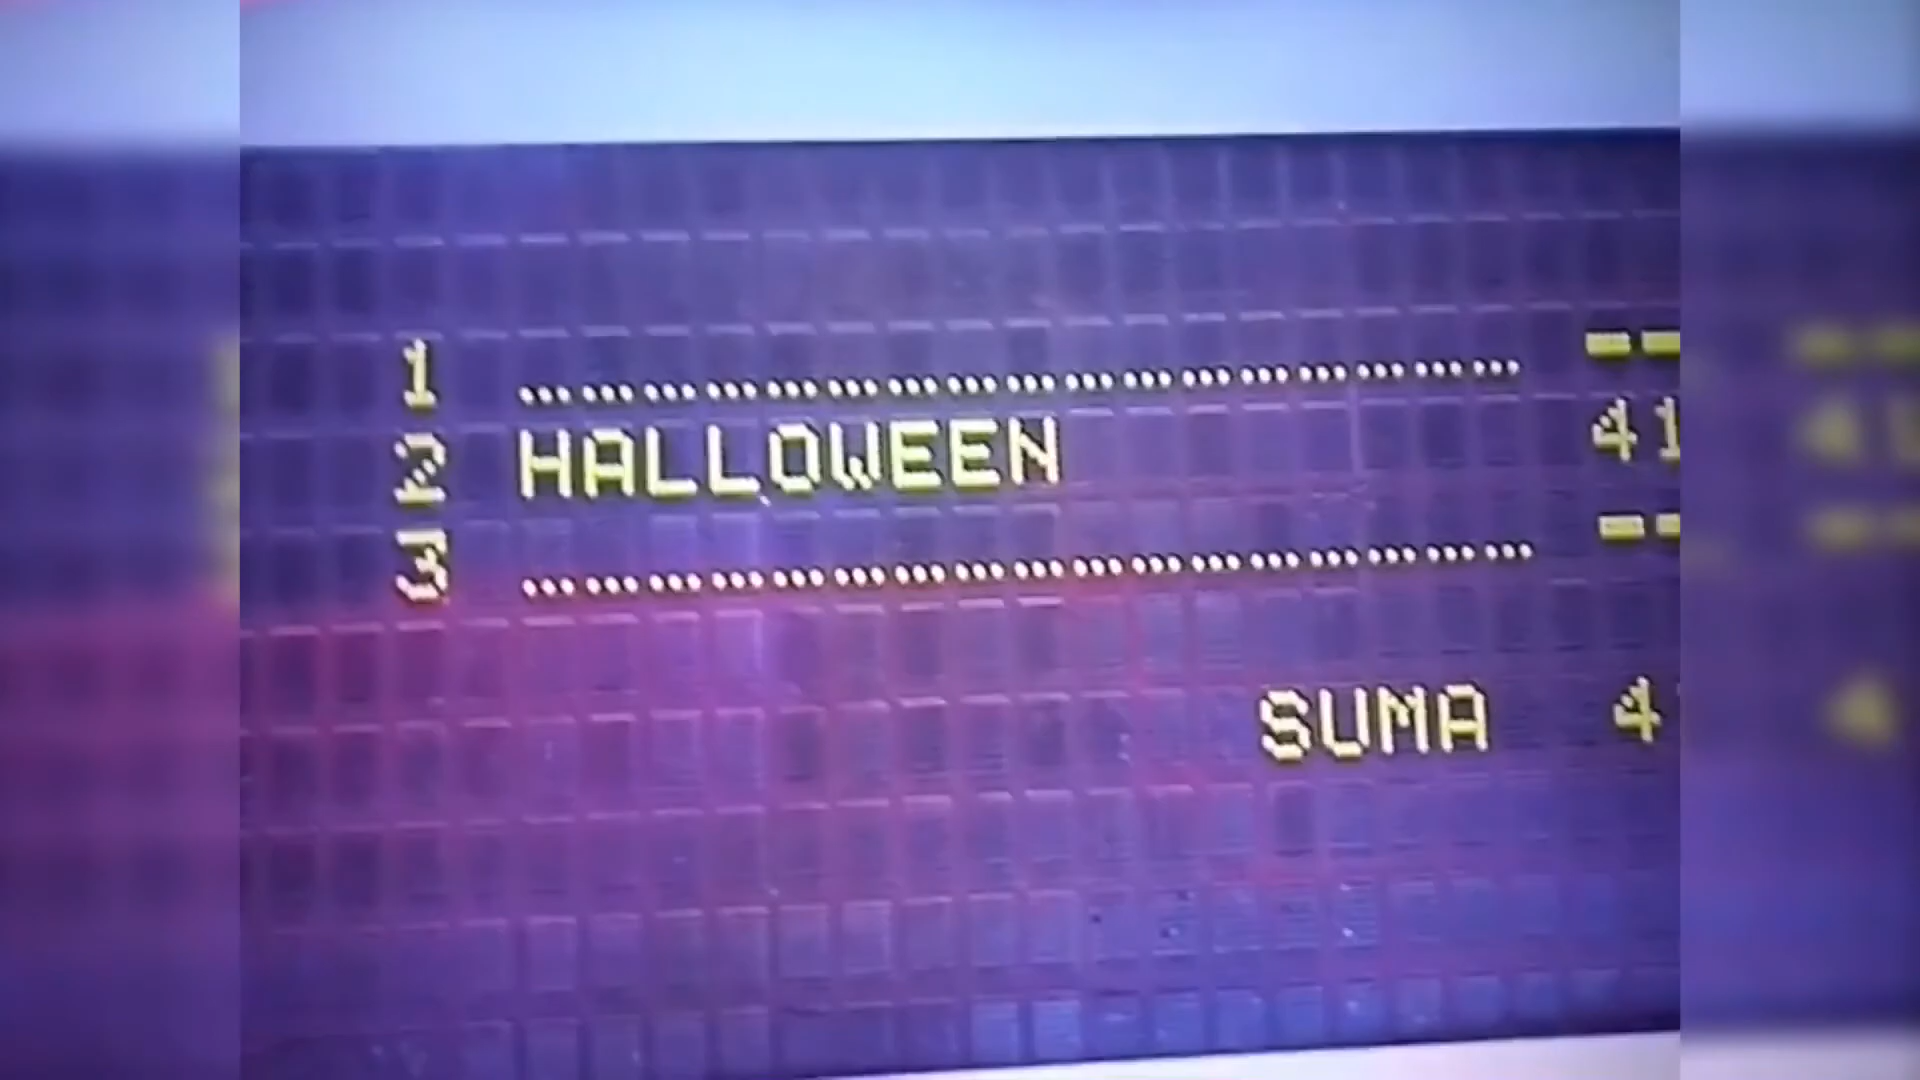 1 ...................................................  --
2 HALLOWEEN 41
3 ...................................................  --
SUMA 4